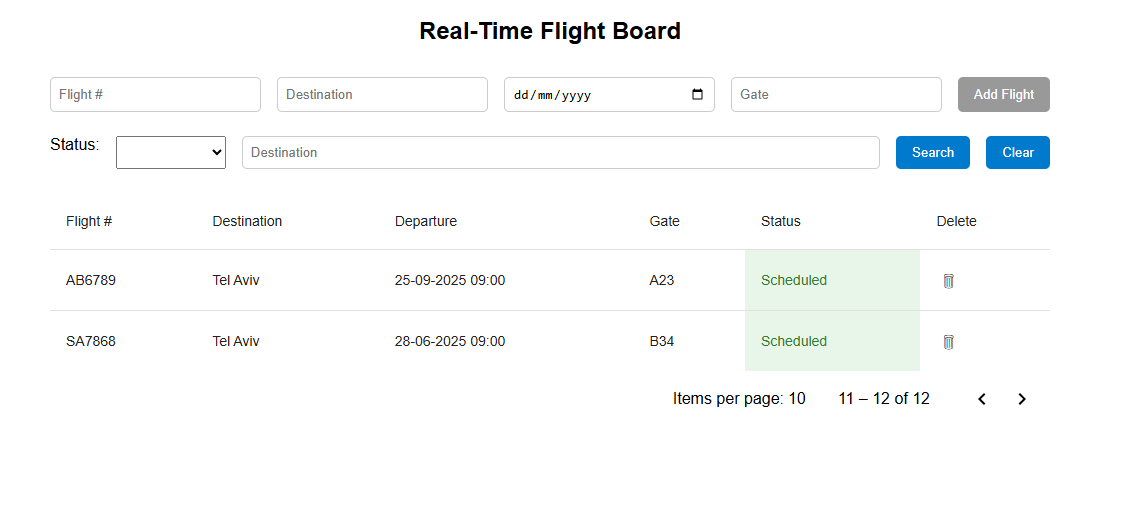 Real-Time Flight Board
Flight # Destination dd/mm/yyyy Gate Add Flight
Status: Destination Search Clear
Flight # Destination Departure Gate Status Delete
AB6789 Tel Aviv 25-09-2025 09:00 A23 Scheduled
SA7868 Tel Aviv 28-06-2025 09:00 B34 Scheduled
Items per page: 10 11 – 12 of 12